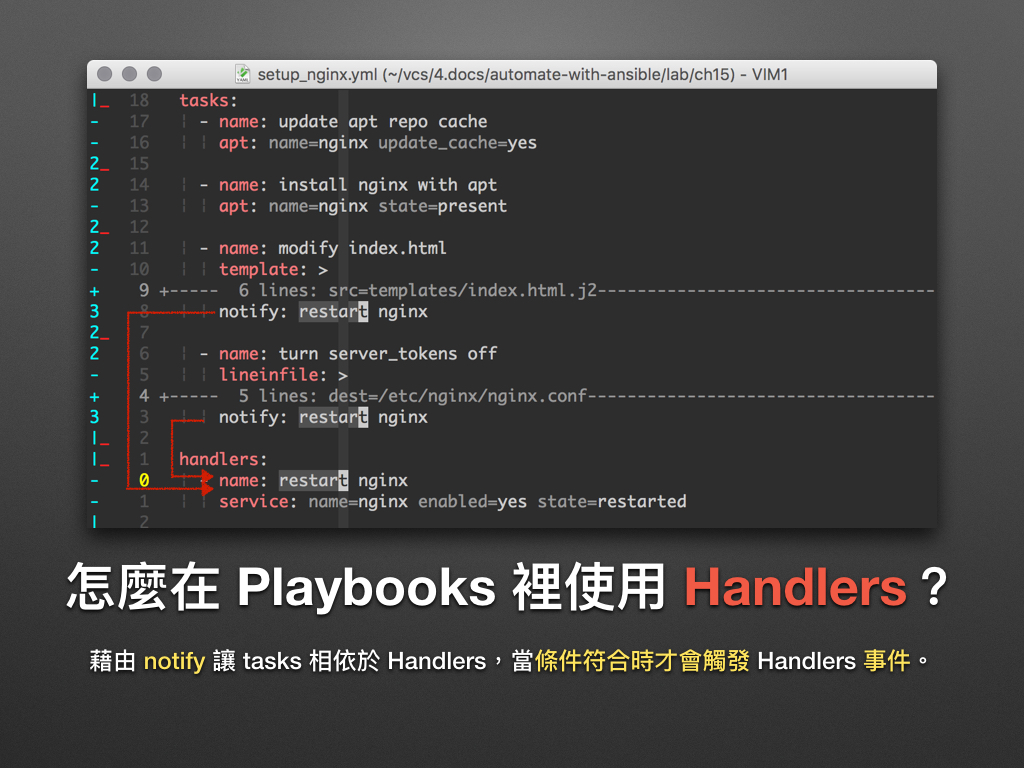 setup_nginx.yml (~/vcs/4.docs/automate-with-ansible/lab/ch15) - VIM1
|_ 18 tasks:
- 17 ¦ - name: update apt repo cache
- 16 ¦ ¦ apt: name=nginx update_cache=yes
2_ 15
2 14 ¦ - name: install nginx with apt
- 13 ¦ ¦ apt: name=nginx state=present
2_ 12
2 11 ¦ - name: modify index.html
- 10 ¦ ¦ template: >
+ 9 +----- 6 lines: src=templates/index.html.j2----------------------------------
3 8 ¦ ¦ notify: restart nginx
2_ 7
2 6 ¦ - name: turn server_tokens off
- 5 ¦ ¦ lineinfile: >
+ 4 +----- 5 lines: dest=/etc/nginx/nginx.conf-----------------------------------
3 3 ¦ ¦ notify: restart nginx
|_ 2
|_ 1 handlers:
- 0 ¦ - name: restart nginx
- 1 ¦ ¦ service: name=nginx enabled=yes state=restarted
| 2
怎麼在 Playbooks 裡使用 Handlers？
藉由 notify 讓 tasks 相依於 Handlers，當條件符合時才會觸發 Handlers 事件。